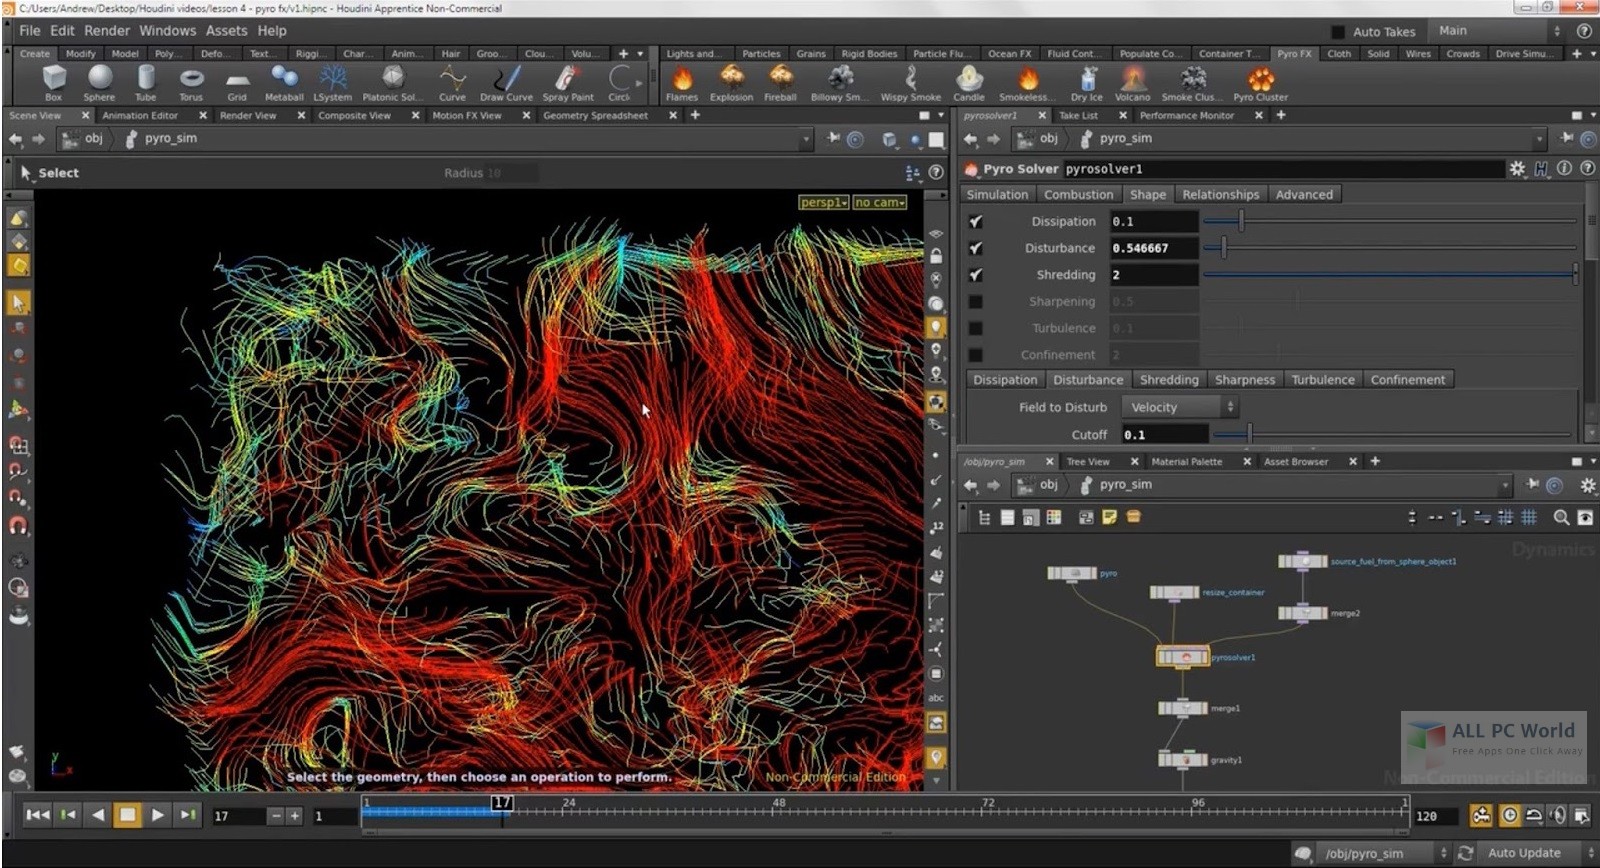 C:/Users/Andrew/Desktop/Houdini videos/lesson 4 - pyro fx/v1.hipnc - Houdini Apprentice Non-Commercial
File Edit Render Windows Assets Help
Auto Takes Main
Create Modify Model Poly... Defo... Text... Riggi... Char... Anim... Hair Groo... Clou... Volu...
Lights and... Particles Grains Rigid Bodies Particle Flu... Ocean FX Fluid Cont... Populate Co... Container T... Pyro FX Cloth Solid Wires Crowds Drive Simu...
Box Sphere Tube Torus Grid Metaball LSystem Platonic Sol... Curve Draw Curve Spray Paint Circl
Flames Explosion Fireball Billowy Sm... Wispy Smoke Candle Smokeless... Dry Ice Volcano Smoke Clus... Pyro Cluster
Scene View Animation Editor Render View Composite View Motion FX View Geometry Spreadsheet
obj pyro_sim
Select Radius 10
persp1 no cam
12
12
abc
y
x
Select the geometry, then choose an operation to perform.
Non-Commercial Edition
pyrosolver1 Take List Performance Monitor
obj pyro_sim
Pyro Solver pyrosolver1
Simulation Combustion Shape Relationships Advanced
Dissipation 0.1
Disturbance 0.546667
Shredding 2
Sharpening 0.5
Turbulence 0.1
Confinement 2
Dissipation Disturbance Shredding Sharpness Turbulence Confinement
Field to Disturb Velocity
Cutoff 0.1
/obj/pyro_sim Tree View Material Palette Asset Browser
obj pyro_sim
Dynamics
pyro
resize_container
source_fuel_from_sphere_object1
merge2
pyrosolver1
merge1
gravity1
ALL PC World
Free Apps One Click Away
Non-Commercial Edition
17 1
1 17 24 48 72 96 1
120
/obj/pyro_sim Auto Update